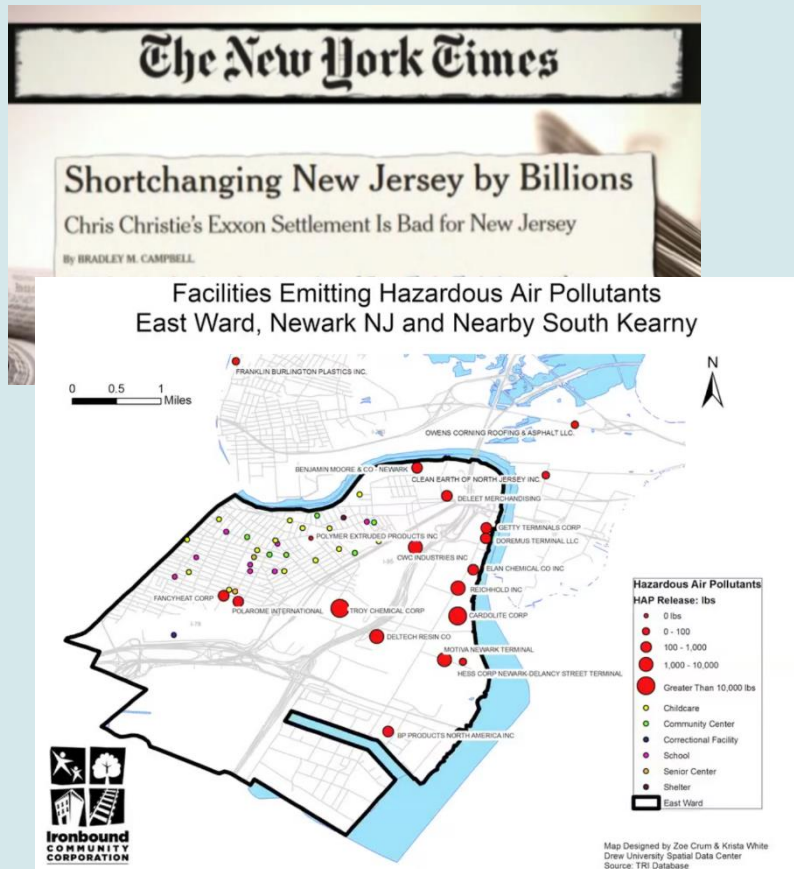 The New York Times
Shortchanging New Jersey by Billions
Chris Christie's Exxon Settlement Is Bad for New Jersey
By BRADLEY M. CAMPBELL
Facilities Emitting Hazardous Air Pollutants
East Ward, Newark NJ and Nearby South Kearny
0 0.5 1
Miles
N
FRANKLIN BURLINGTON PLASTICS INC.
OWENS CORNING ROOFING & ASPHALT LLC.
BENJAMIN MOORE & CO - NEWARK
CLEAN EARTH OF NORTH JERSEY INC.
DELEET MERCHANDISING
GETTY TERMINALS CORP
POLYMER EXTRUDED PRODUCTS INC
DOREMUS TERMINAL LLC
CWC INDUSTRIES INC
I-95
ELAN CHEMICAL CO INC
REICHHOLD INC
FANCYHEAT CORP
POLAROME INTERNATIONAL
TROY CHEMICAL CORP
CARDOLITE CORP
I-78
DELTECH RESIN CO
MOTIVA NEWARK TERMINAL
HESS CORP NEWARK-DELANCY STREET TERMINAL
BP PRODUCTS NORTH AMERICA INC
Hazardous Air Pollutants
HAP Release: lbs
0 lbs
0 - 100
100 - 1,000
1,000 - 10,000
Greater Than 10,000 lbs
Childcare
Community Center
Correctional Facility
School
Senior Center
Shelter
East Ward
Ironbound
COMMUNITY
CORPORATION
Map Designed by Zoe Crum & Krista White
Drew University Spatial Data Center
Source: TRI Database